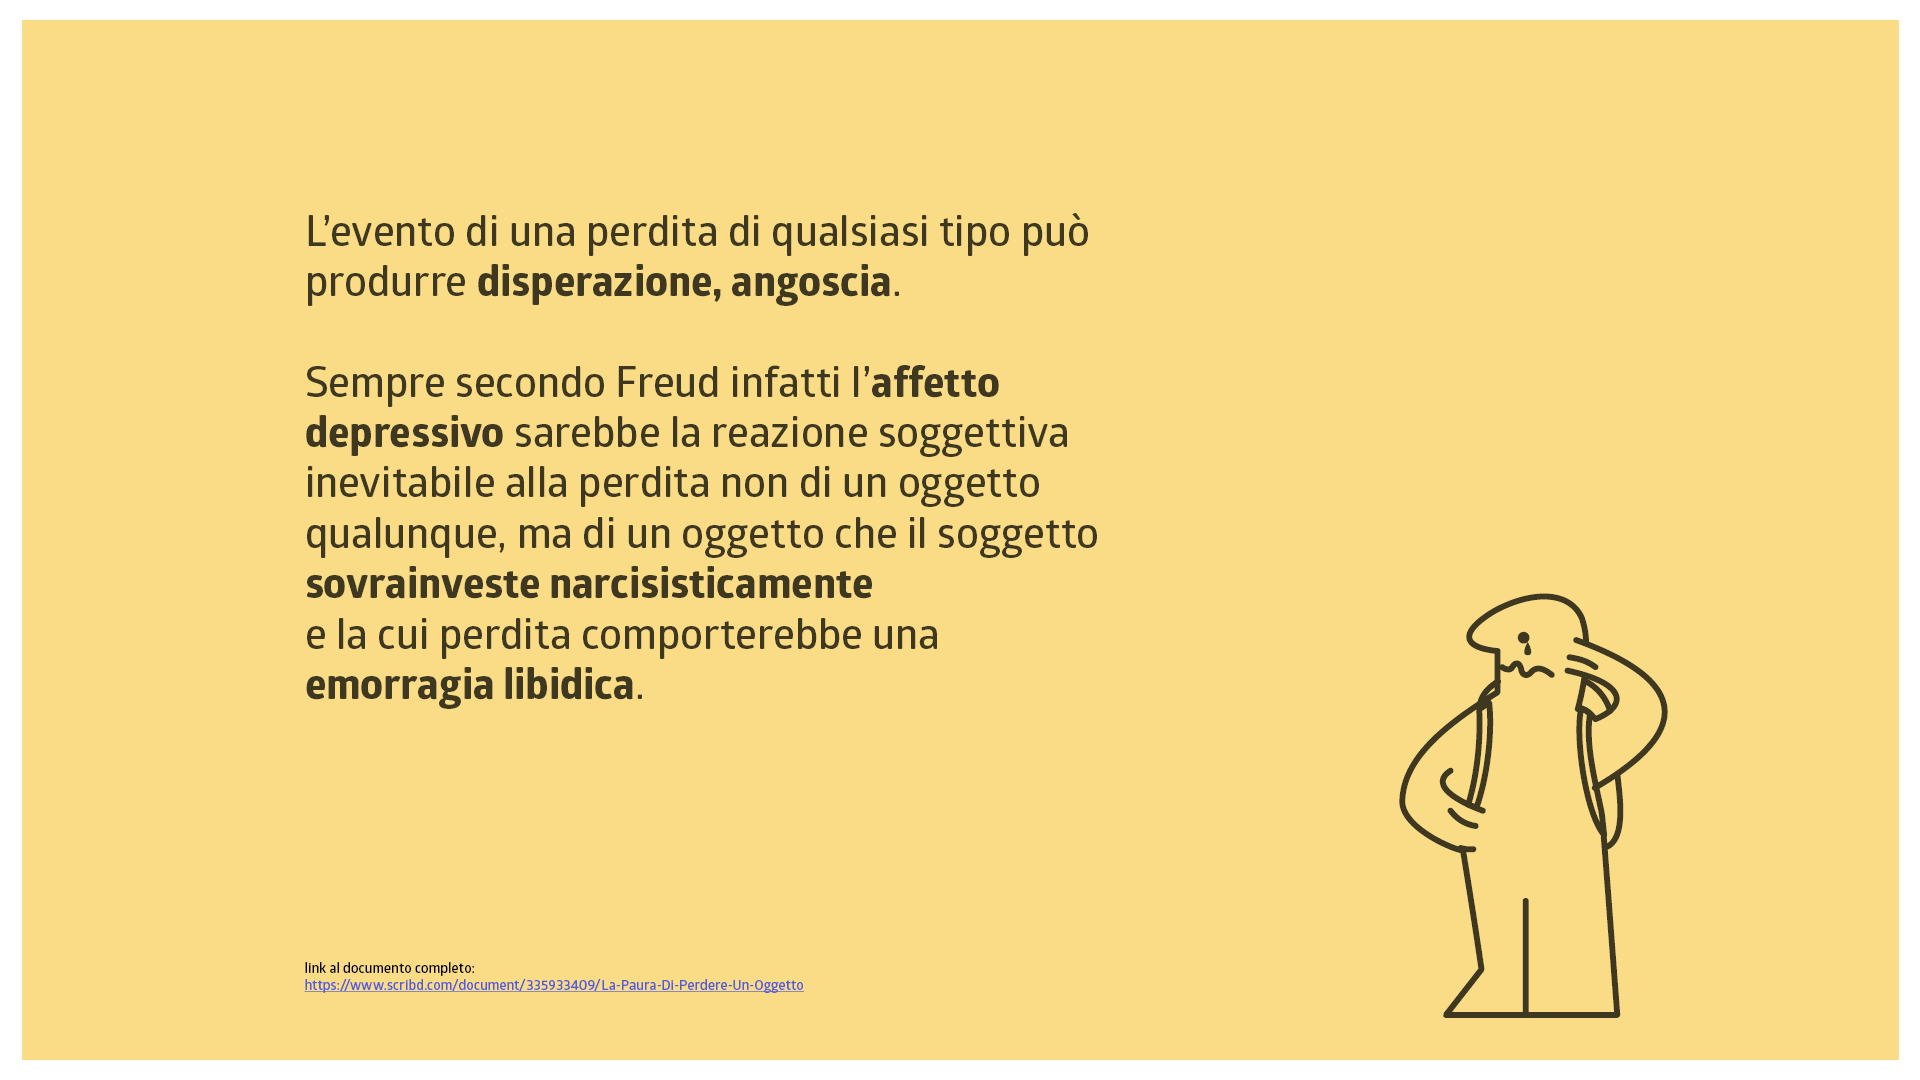 L’evento di una perdita di qualsiasi tipo può
produrre disperazione, angoscia.
Sempre secondo Freud infatti l’affetto
depressivo sarebbe la reazione soggettiva
inevitabile alla perdita non di un oggetto
qualunque, ma di un oggetto che il soggetto
sovrainveste narcisisticamente
e la cui perdita comporterebbe una
emorragia libidica.
link al documento completo:
https://www.scribd.com/document/335933409/La-Paura-Di-Perdere-Un-Oggetto